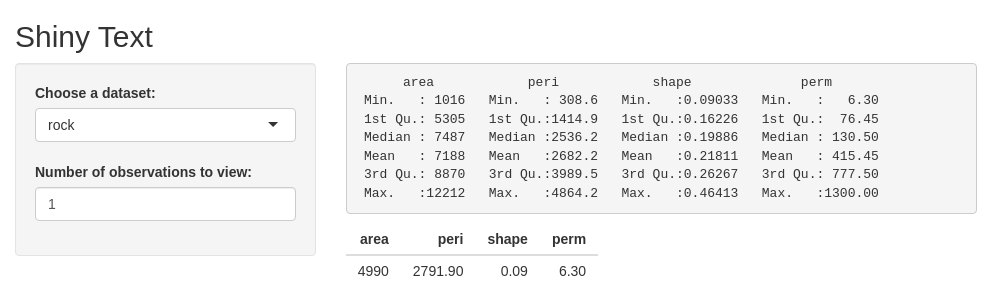 Shiny Text
Choose a dataset:
rock
Number of observations to view:
1
area peri shape perm
Min. : 1016 Min. : 308.6 Min. :0.09033 Min. : 6.30
1st Qu.: 5305 1st Qu.:1414.9 1st Qu.:0.16226 1st Qu.: 76.45
Median : 7487 Median :2536.2 Median :0.19886 Median : 130.50
Mean : 7188 Mean :2682.2 Mean :0.21811 Mean : 415.45
3rd Qu.: 8870 3rd Qu.:3989.5 3rd Qu.:0.26267 3rd Qu.: 777.50
Max. :12212 Max. :4864.2 Max. :0.46413 Max. :1300.00
area peri shape perm
4990 2791.90 0.09 6.30